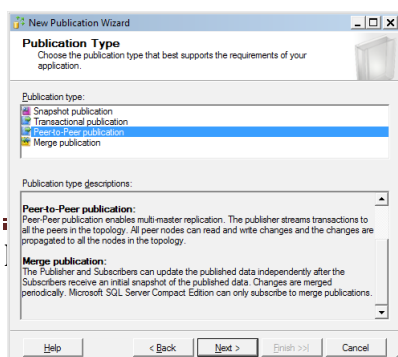 New Publication Wizard
Publication Type
Choose the publication type that best supports the requirements of your
application.
Publication type:
Snapshot publication
Transactional publication
Peer-to-Peer publication
Merge publication
Publication type descriptions:
Peer-to-Peer publication:
Peer-Peer publication enables multi-master replication. The publisher streams transactions to
all the peers in the topology. All peer nodes can read and write changes and the changes are
propagated to all the nodes in the topology.
Merge publication:
The Publisher and Subscribers can update the published data independently after the
Subscribers receive an initial snapshot of the published data. Changes are merged
periodically. Microsoft SQL Server Compact Edition can only subscribe to merge publications.
Help
< Back
Next >
Finish >>|
Cancel